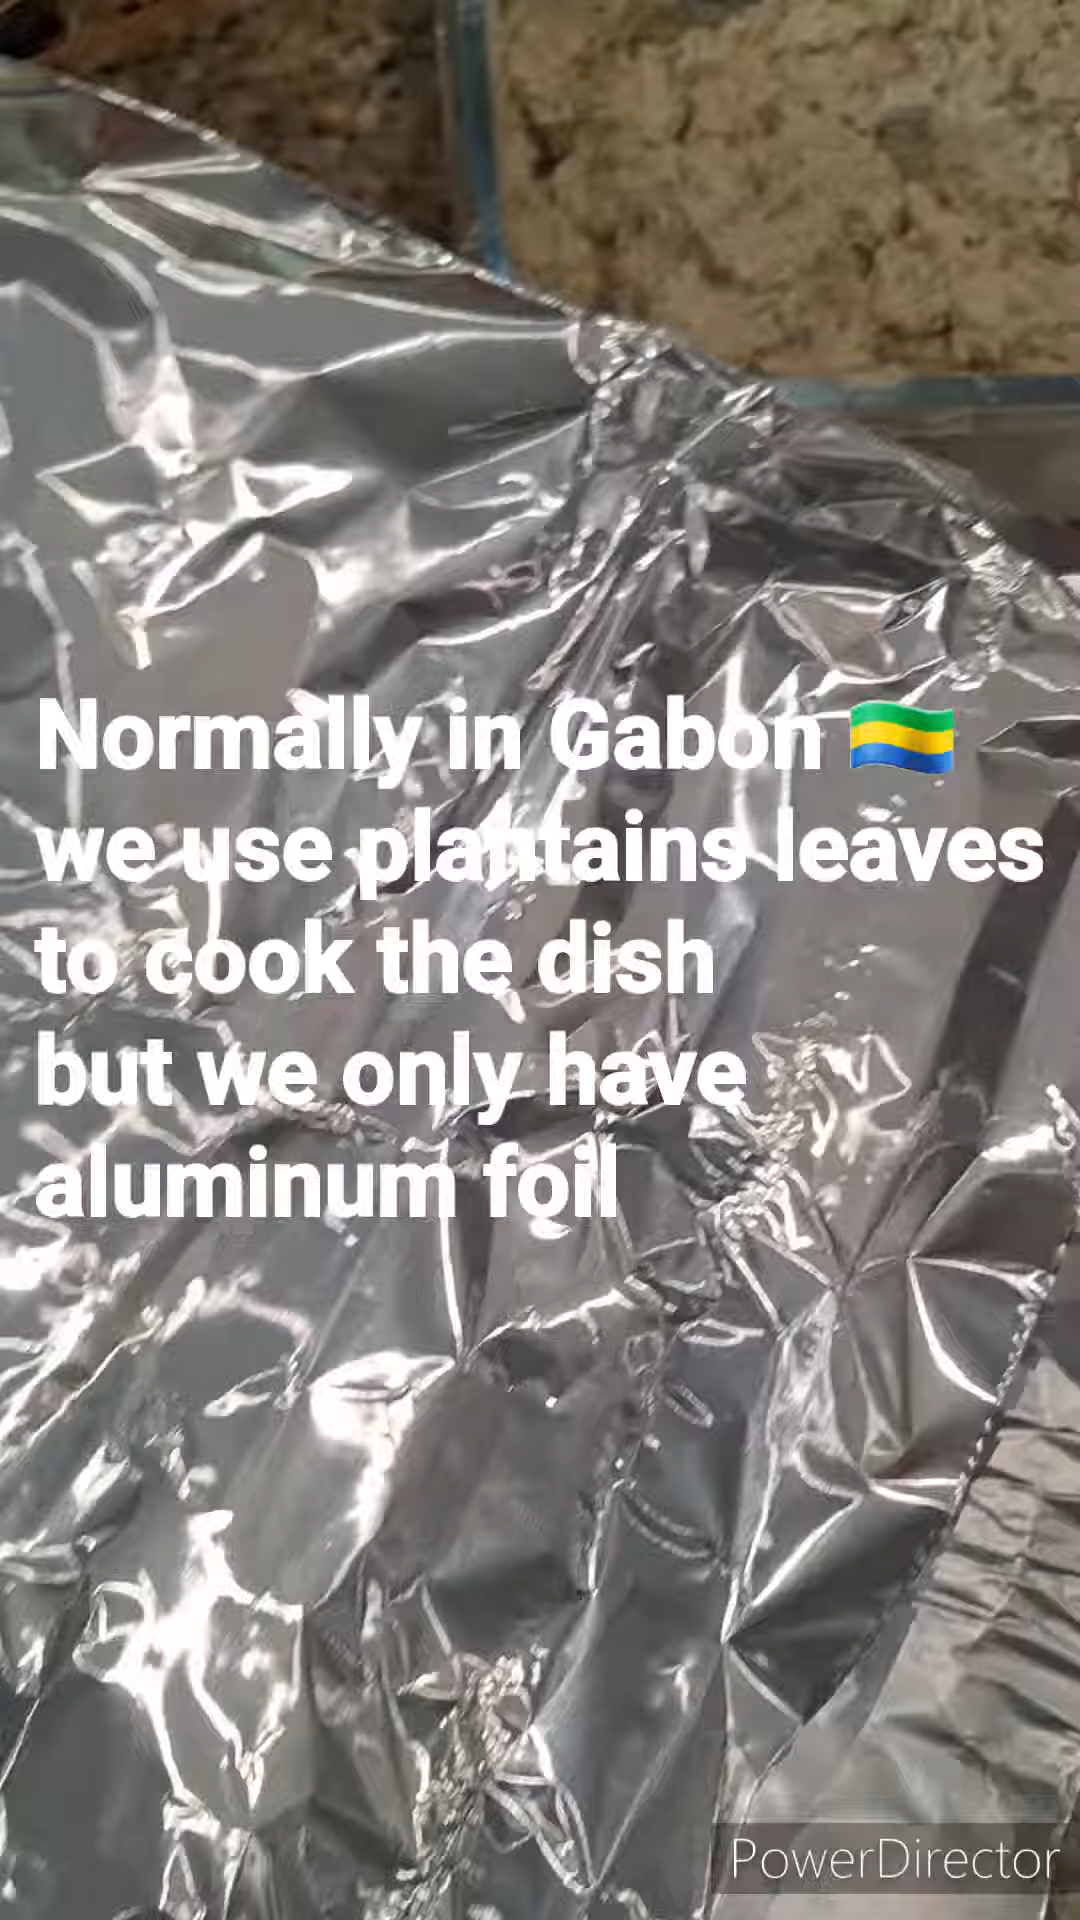 Normally in Gabon 🇬🇦
we use plantains leaves
to cook the dish
but we only have
aluminum foil
PowerDirector